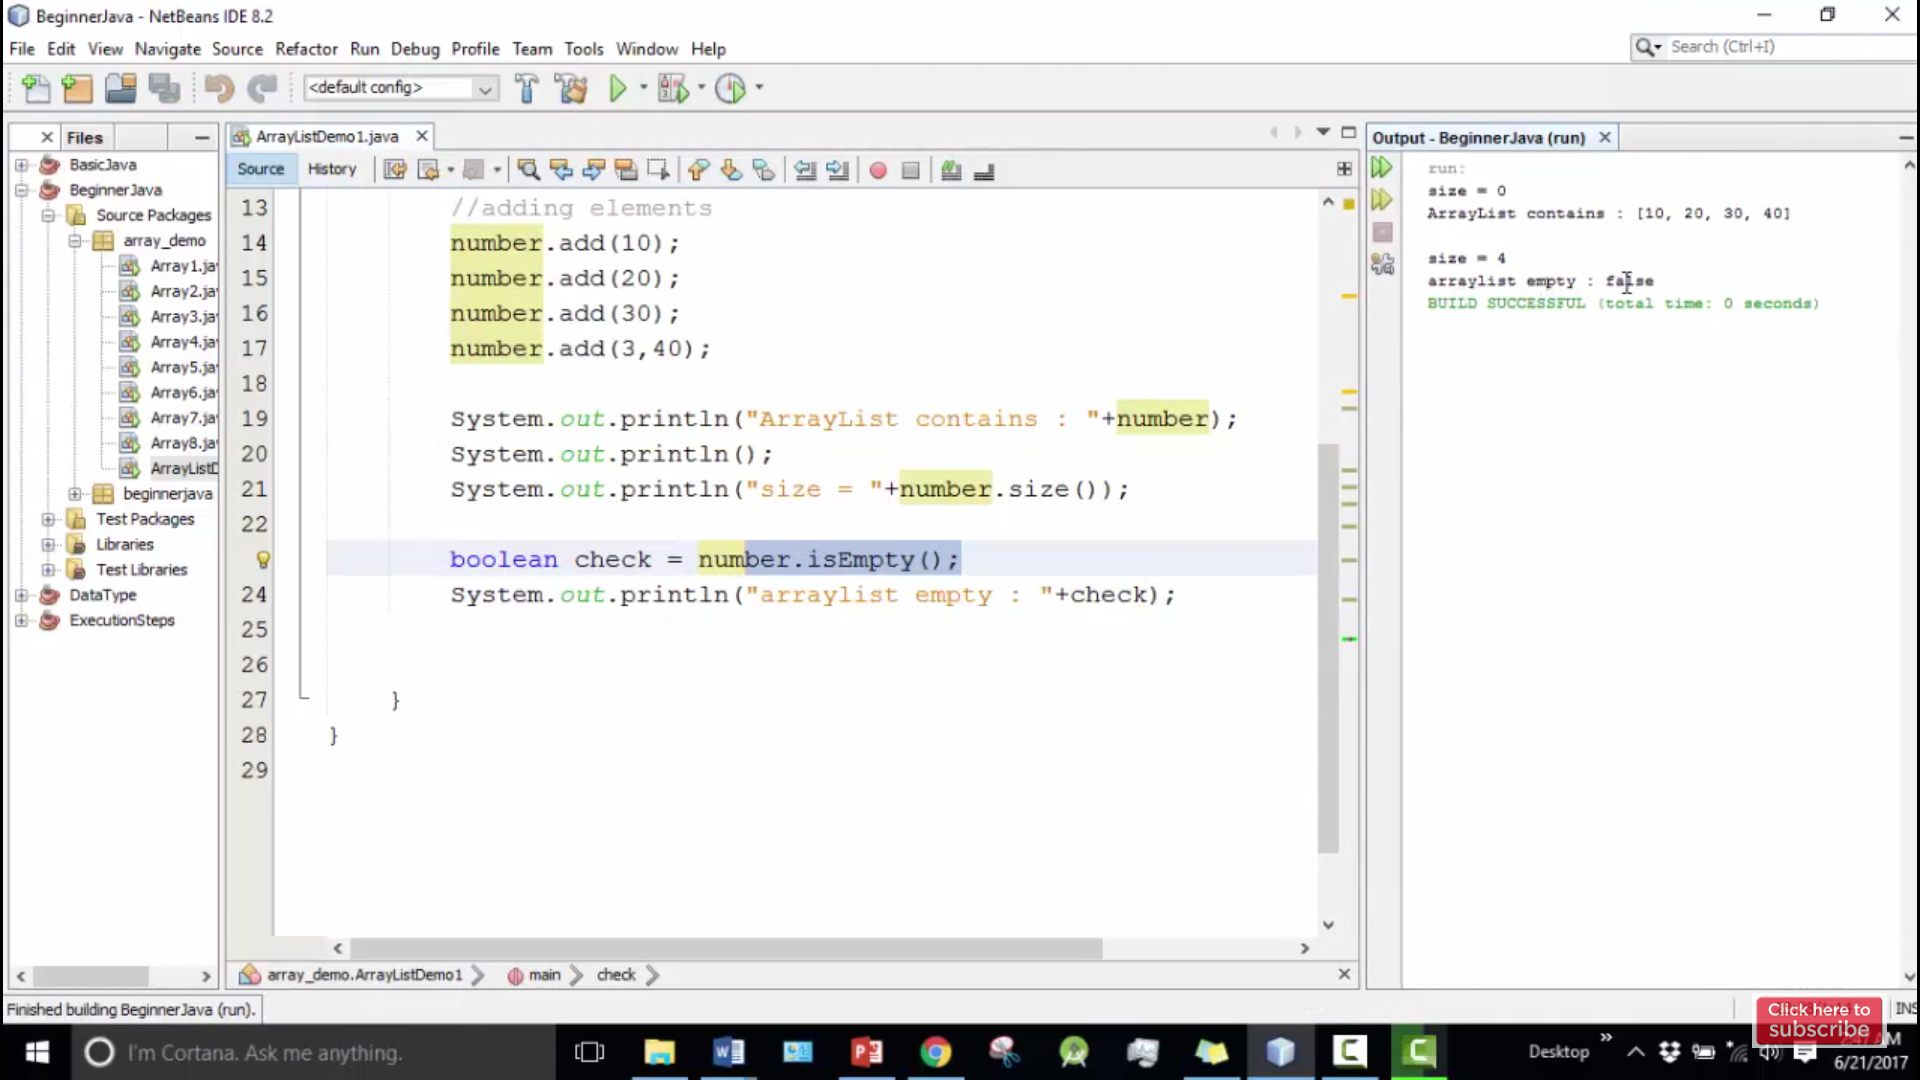 BeginnerJava - NetBeans IDE 8.2
File Edit View Navigate Source Refactor Run Debug Profile Team Tools Window Help
Search (Ctrl+I)
<default config>
Files
BasicJava
BeginnerJava
Source Packages
array_demo
Array1.ja
Array2.ja
Array3.ja
Array4.ja
Array5.ja
Array6.ja
Array7.ja
Array8.ja
ArrayListD
beginnerjava
Test Packages
Libraries
Test Libraries
DataType
ExecutionSteps
ArrayListDemo1.java
Source History
13 //adding elements
14 number.add(10);
15 number.add(20);
16 number.add(30);
17 number.add(3,40);
18
19 System.out.println("ArrayList contains : "+number);
20 System.out.println();
21 System.out.println("size = "+number.size());
22
boolean check = number.isEmpty();
24 System.out.println("arraylist empty : "+check);
25
26
27 }
28 }
29
array_demo.ArrayListDemo1 main check
Output - BeginnerJava (run)
run:
size = 0
ArrayList contains : [10, 20, 30, 40]
size = 4
arraylist empty : false
BUILD SUCCESSFUL (total time: 0 seconds)
Finished building BeginnerJava (run).
INS
Click here to
subscribe
I'm Cortana. Ask me anything.
Desktop
6/21/2017